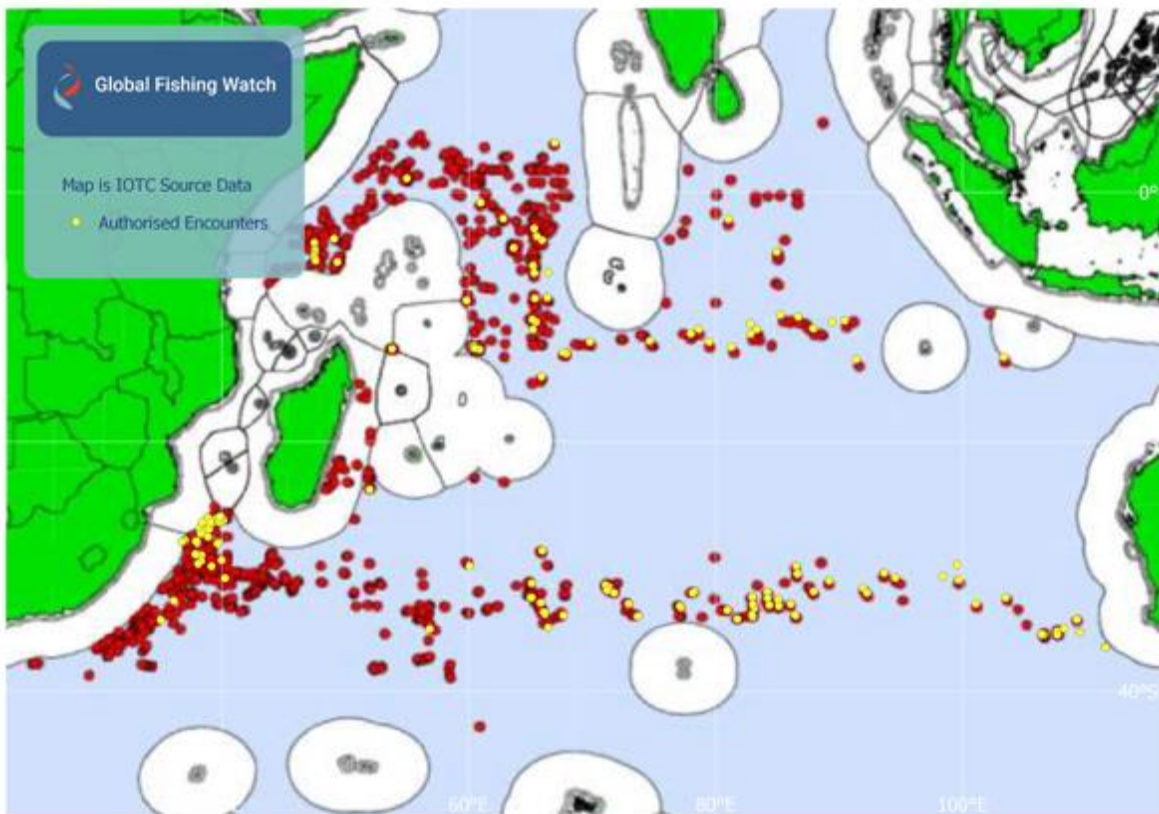 Global Fishing Watch
Map is IOTC Source Data
Authorised Encounters
0°
40°S
60°E
80°E
100°E